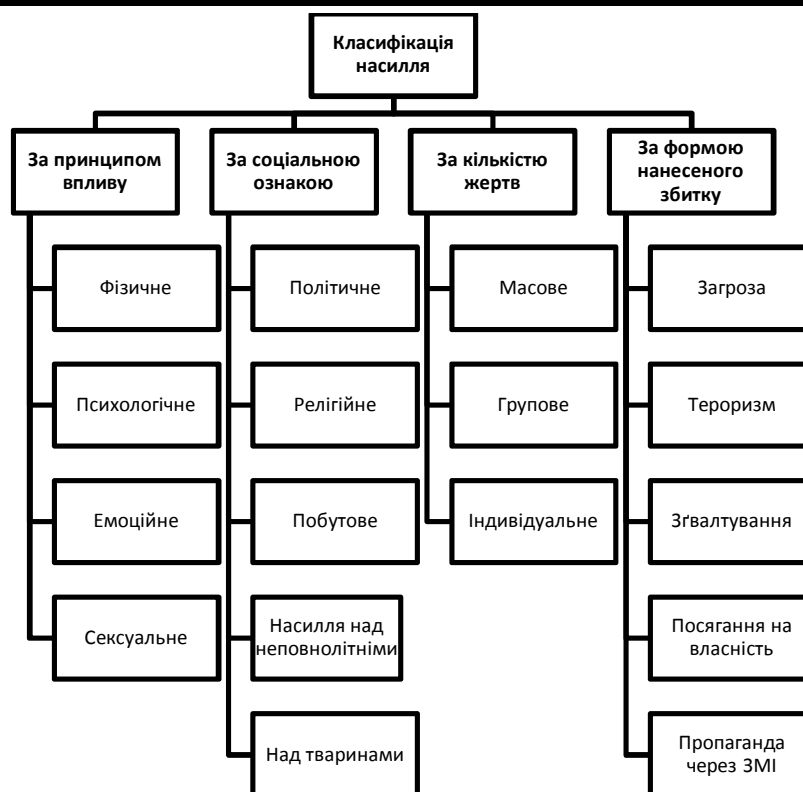 Класифікація
насилля
За принципом
впливу
Фізичне
Психологічне
Емоційне
Сексуальне
За соціальною
ознакою
Політичне
Релігійне
Побутове
Насилля над
неповнолітніми
Над тваринами
За кількістю
жертв
Масове
Групове
Індивідуальне
За формою
нанесеного
збитку
Загроза
Тероризм
Зґвалтування
Посягання на
власність
Пропаганда
через ЗМІ